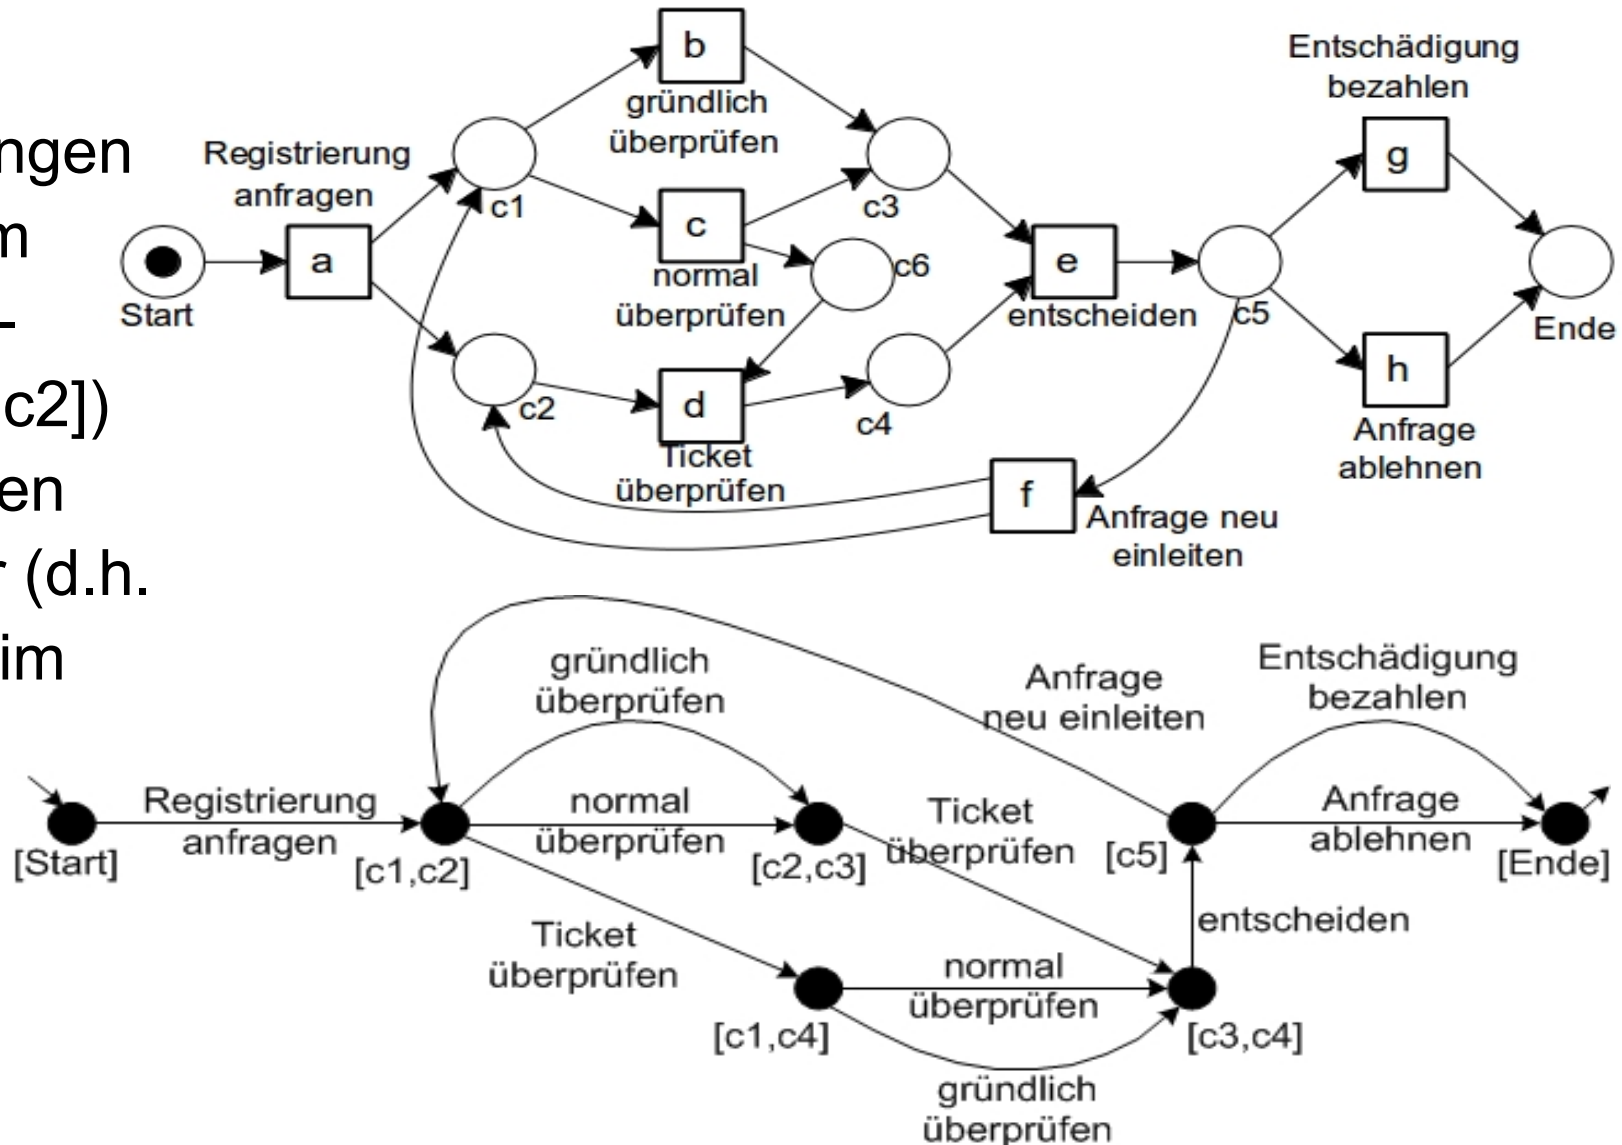 ngen
m
-
c2])
en
r (d.h.
im
Start
Registrierung
anfragen
a
c1
c2
b
gründlich
überprüfen
c
normal
überprüfen
c6
d
Ticket
überprüfen
c3
c4
e
entscheiden
c5
f
Anfrage neu
einleiten
Entschädigung
bezahlen
g
h
Anfrage
ablehnen
Ende
[Start]
Registrierung
anfragen
[c1,c2]
gründlich
überprüfen
normal
überprüfen
[c2,c3]
Ticket
überprüfen
[c1,c4]
Ticket
überprüfen
normal
überprüfen
gründlich
überprüfen
[c3,c4]
entscheiden
[c5]
Anfrage
neu einleiten
Entschädigung
bezahlen
Anfrage
ablehnen
[Ende]